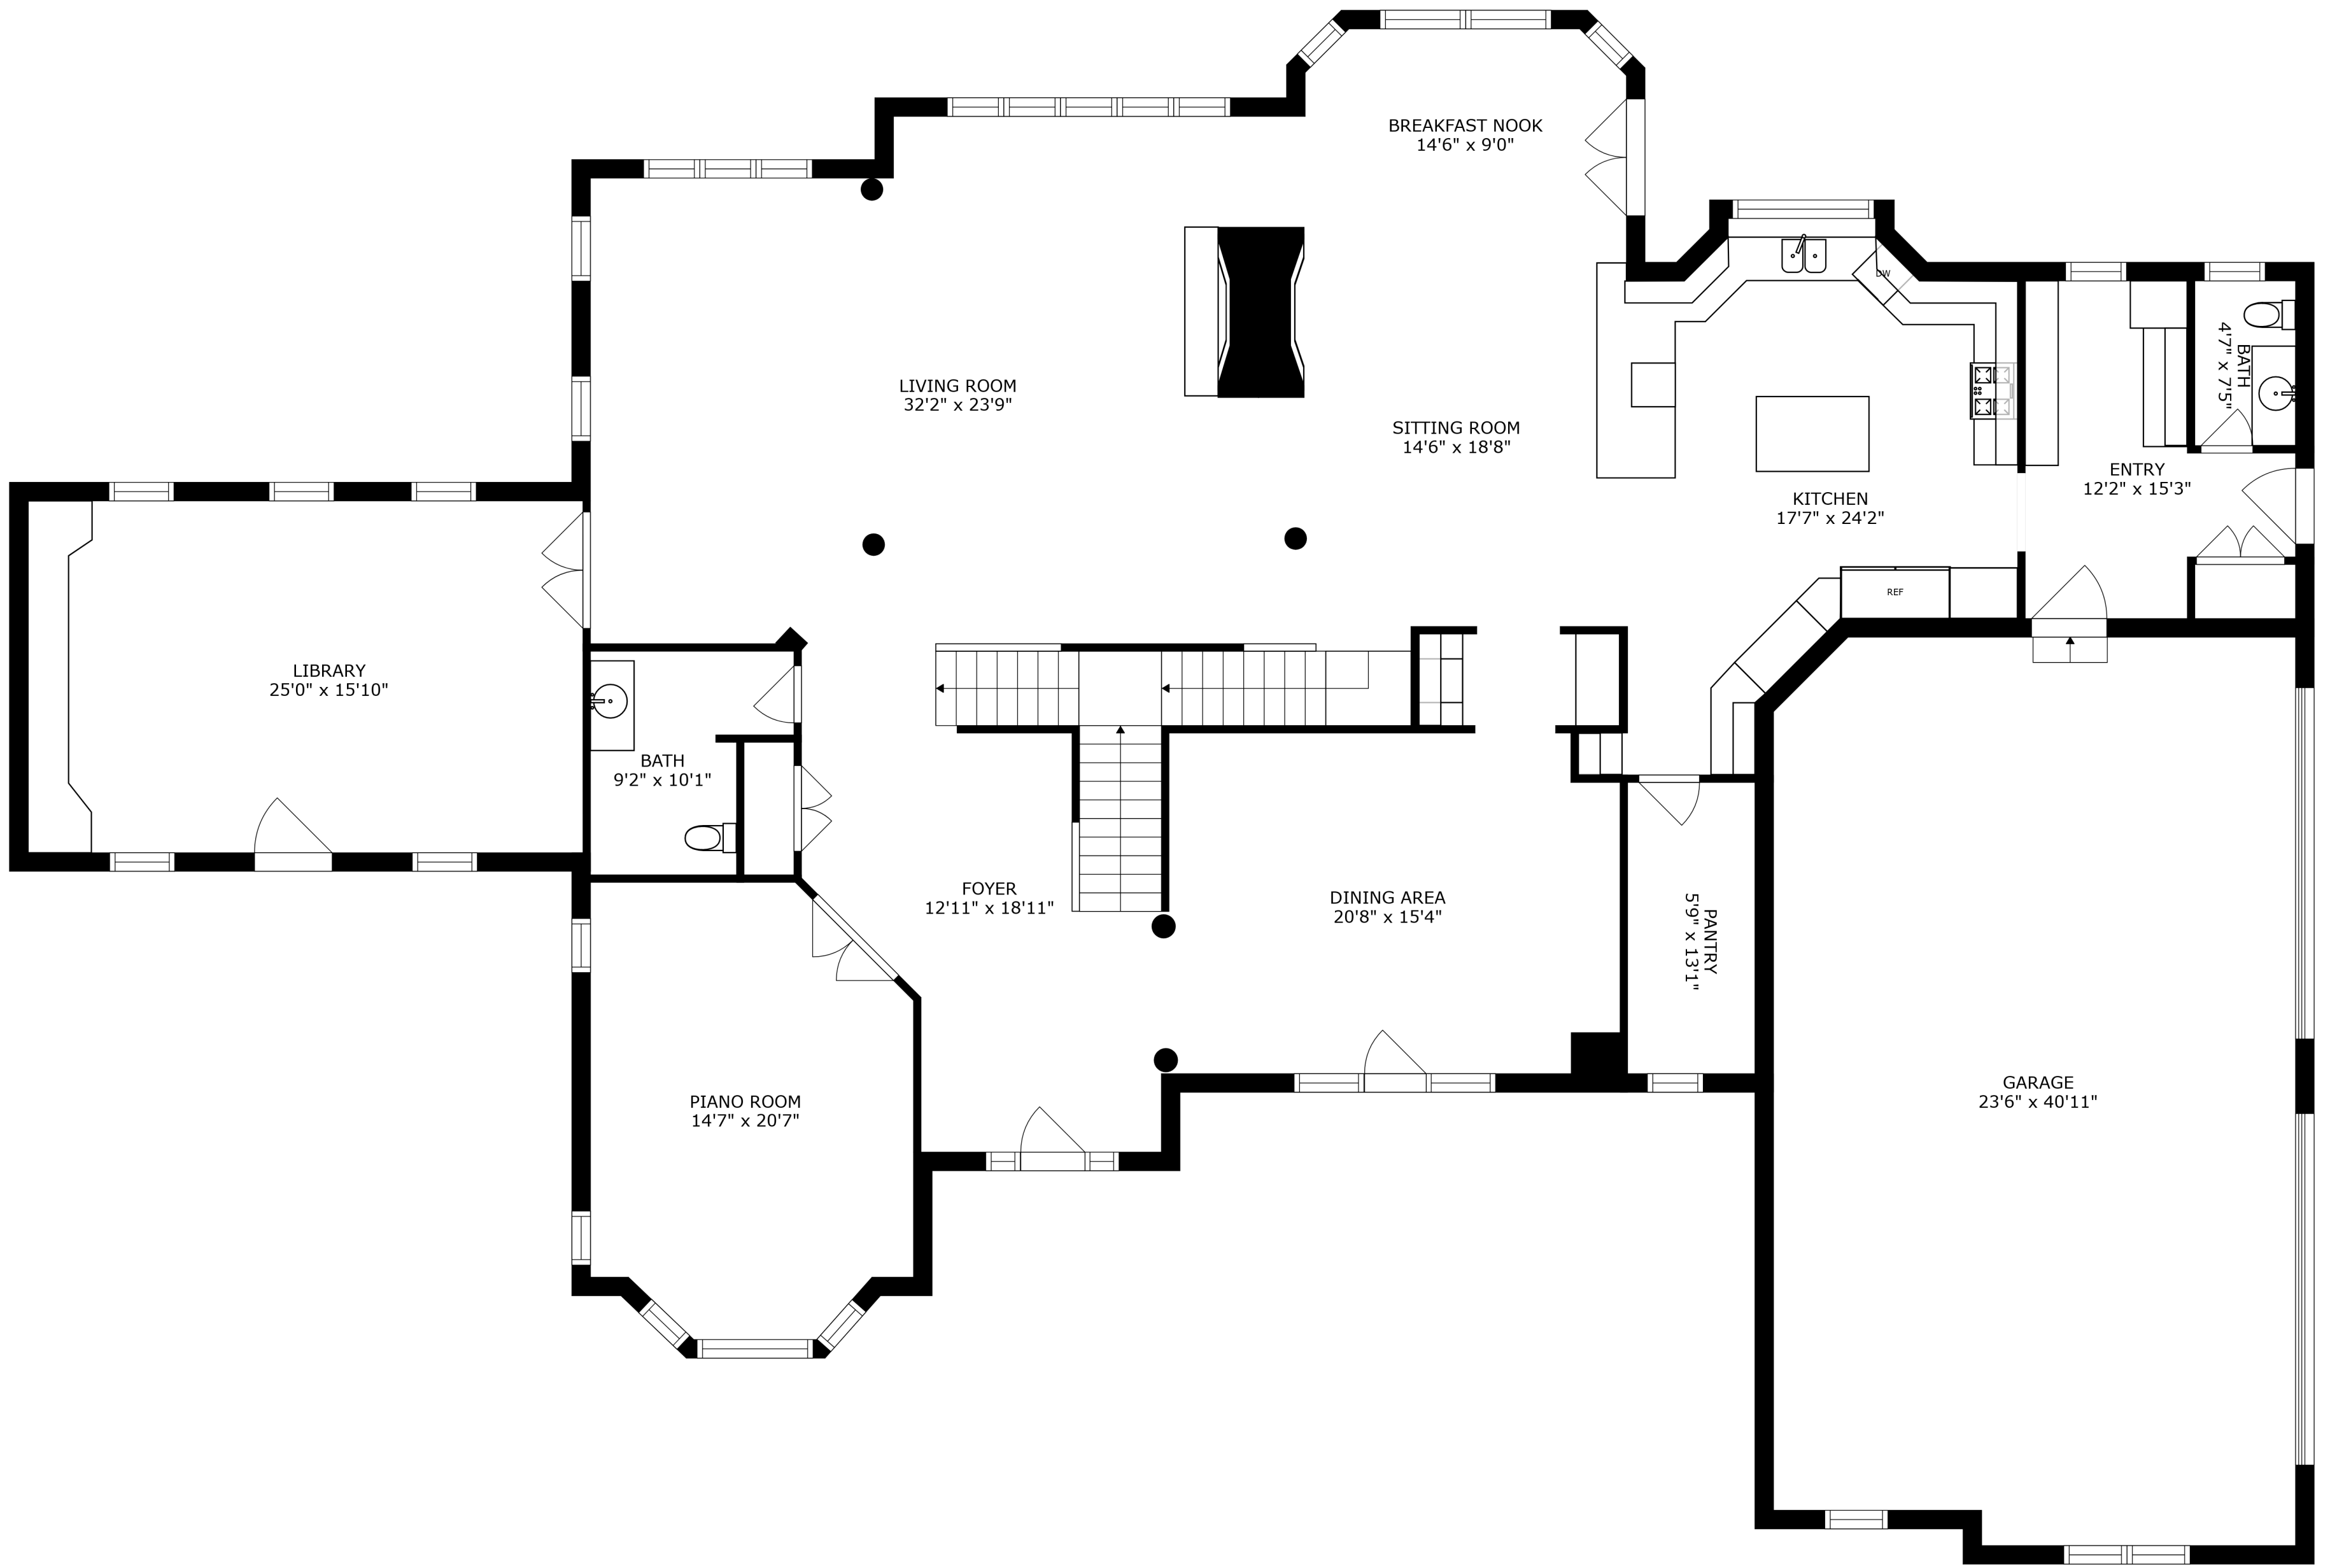 BREAKFAST NOOK
14'6" x 9'0"
DW
LIVING ROOM
32'2" x 23'9"
SITTING ROOM
14'6" x 18'8"
BATH
4'7" x 7'5"
ENTRY
12'2" x 15'3"
KITCHEN
17'7" x 24'2"
REF
LIBRARY
25'0" x 15'10"
BATH
9'2" x 10'1"
FOYER
12'11" x 18'11"
DINING AREA
20'8" x 15'4"
PANTRY
5'9" x 13'1"
PIANO ROOM
14'7" x 20'7"
GARAGE
23'6" x 40'11"